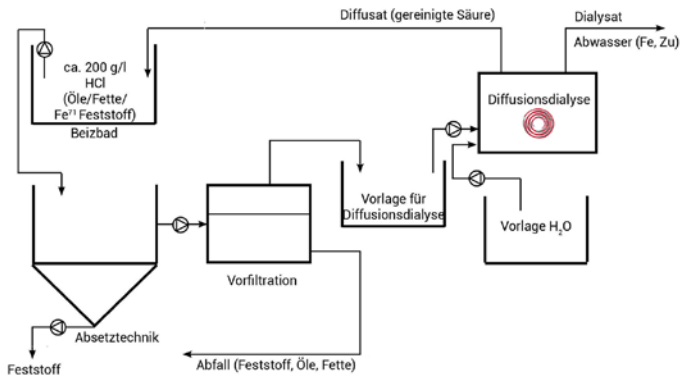 Diffusat (gereinigte Säure)
Dialysat
Abwasser (Fe, Zu)
ca. 200 g/l
HCl
(Öle/Fette/
Fe⁷¹ Feststoff)
Beizbad
Diffusionsdialyse
Vorlage für
Diffusionsdialyse
Vorlage H₂O
Vorfiltration
Absetztechnik
Feststoff
Abfall (Feststoff, Öle, Fette)